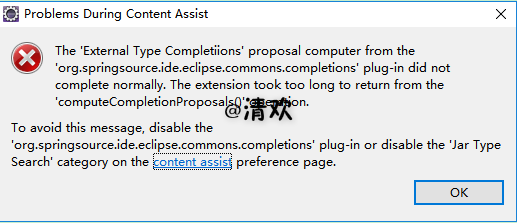 Problems During Content Assist
The 'External Type Completiions' proposal computer from the
'org.springsource.ide.eclipse.commons.completions' plug-in did not
complete normally. The extension took too long to return from the
'computeCompletionProposals()' operation.
@清欢
To avoid this message, disable the
'org.springsource.ide.eclipse.commons.completions' plug-in or disable the 'Jar Type
Search' category on the content assist preference page.
OK